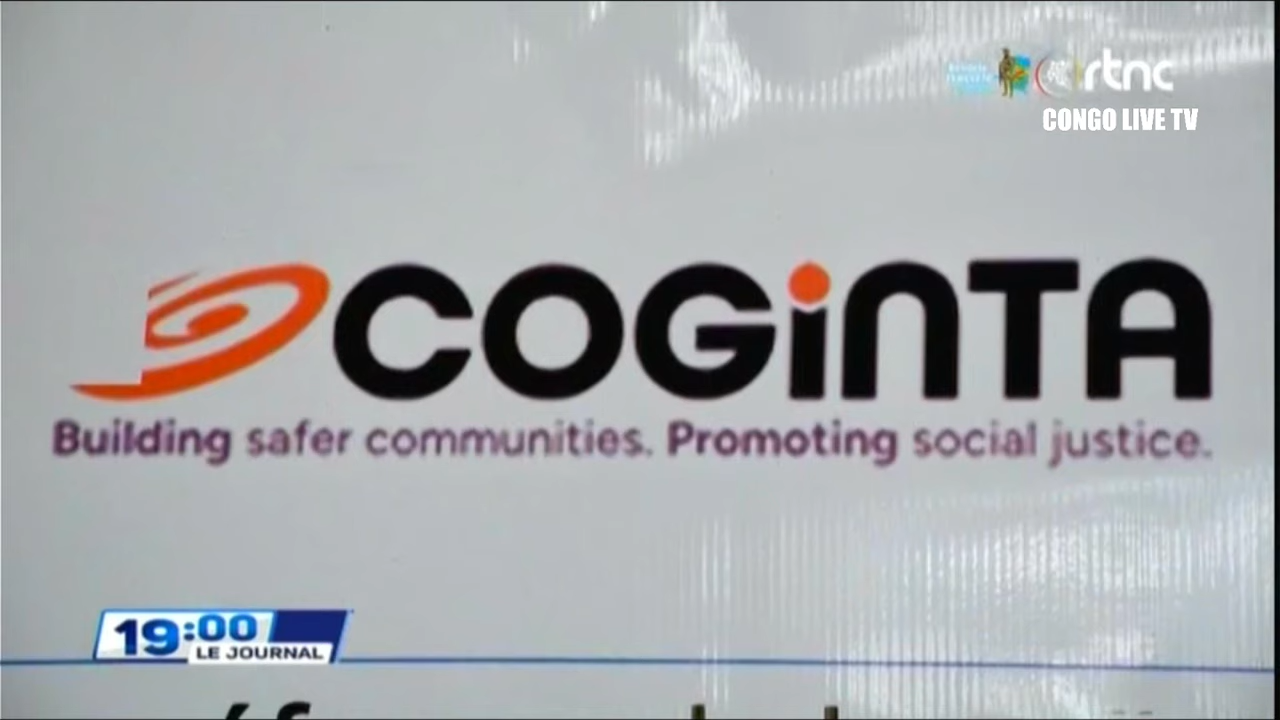 rtnc
CONGO LIVE TV
COGiNTA
Building safer communities. Promoting social justice.
19:00
LE JOURNAL